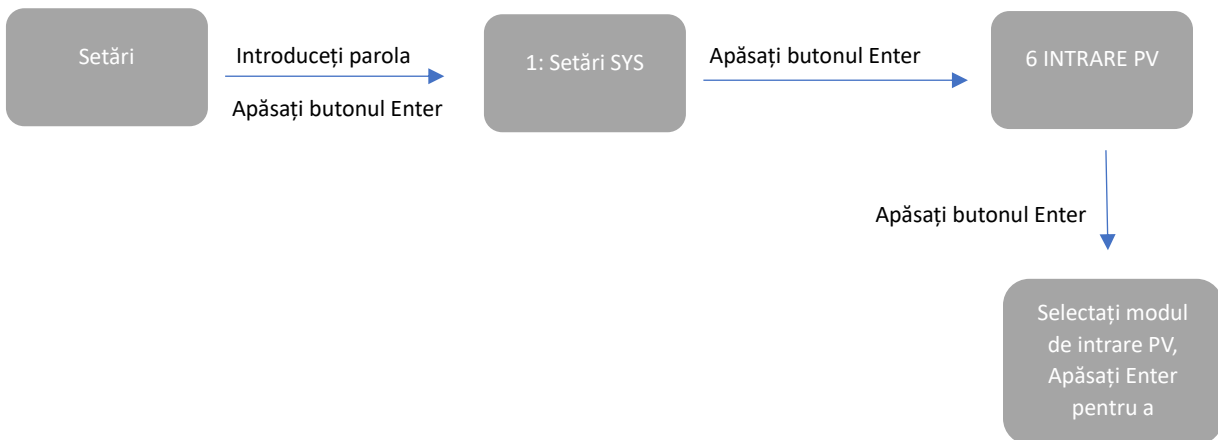 Setări
Introduceți parola
Apăsați butonul Enter
1: Setări SYS
Apăsați butonul Enter
6 INTRARE PV
Apăsați butonul Enter
Selectați modul
de intrare PV,
Apăsați Enter
pentru a